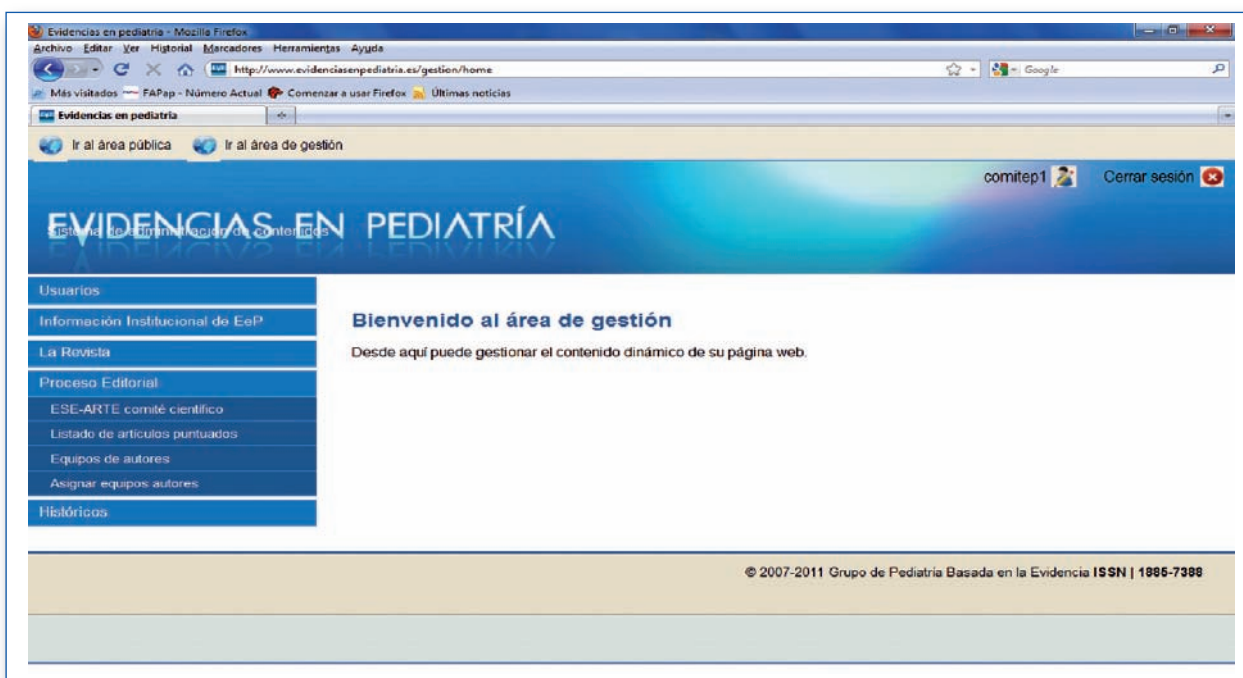 Evidencias en pediatría - Mozilla Firefox
Archivo Editar Ver Historial Marcadores Herramientas Ayuda
http://www.evidenciasenpediatria.es/gestion/home Google
Más visitados FAPap - Número Actual Comenzar a usar Firefox Últimas noticias
Evidencias en pediatría
Ir al área pública Ir al área de gestión
comitep1 Cerrar sesión
EVIDENCIAS EN PEDIATRÍA
Sistema de administración de contenidos
Usuarios
Información Institucional de EeP
La Revista
Proceso Editorial
ESE-ARTE comité científico
Listado de artículos puntuados
Equipos de autores
Asignar equipos autores
Históricos
Bienvenido al área de gestión
Desde aquí puede gestionar el contenido dinámico de su página web.
© 2007-2011 Grupo de Pediatría Basada en la Evidencia ISSN | 1885-7388